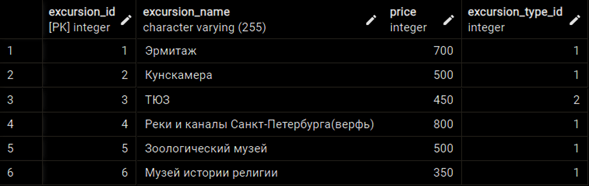 excursion_id excursion_name price excursion_type_id
[PK] integer character varying (255) integer integer
1 1 Эрмитаж 700 1
2 2 Кунскамера 500 1
3 3 ТЮЗ 450 2
4 4 Реки и каналы Санкт-Петербурга(верфь) 800 1
5 5 Зоологический музей 500 1
6 6 Музей истории религии 350 1